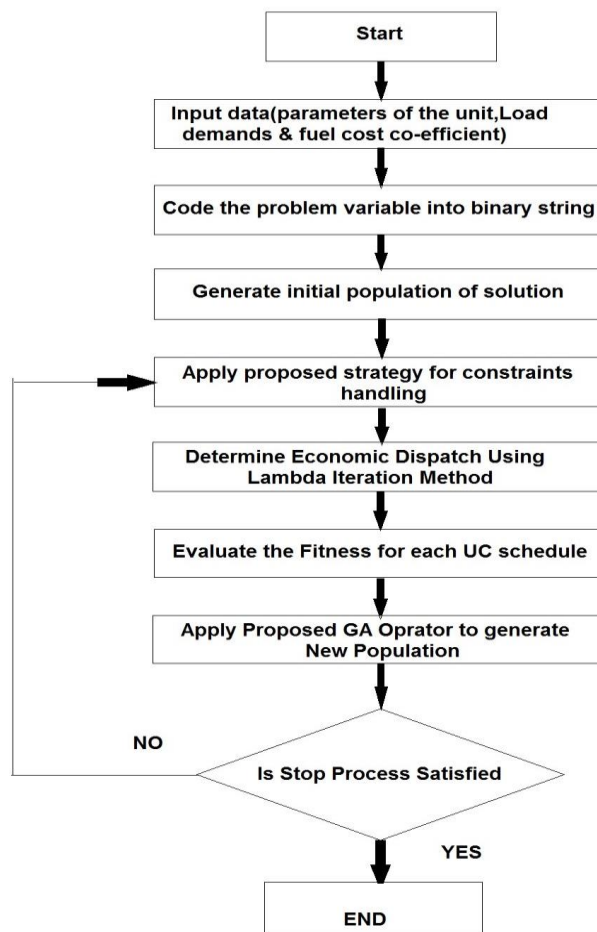 Start
Input data(parameters of the unit,Load
demands & fuel cost co-efficient)
Code the problem variable into binary string
Generate initial population of solution
Apply proposed strategy for constraints
handling
Determine Economic Dispatch Using
Lambda Iteration Method
Evaluate the Fitness for each UC schedule
Apply Proposed GA Oprator to generate
New Population
NO
Is Stop Process Satisfied
YES
END